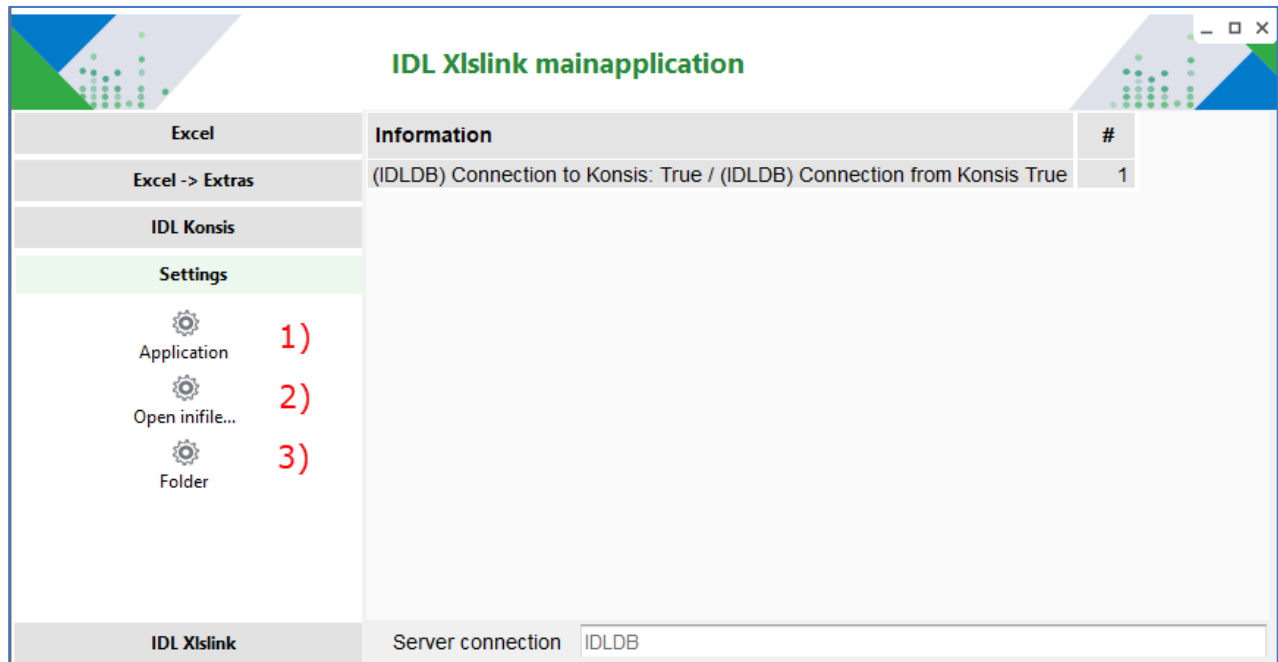 IDL Xlslink mainapplication
Excel
Information #
Excel -> Extras
(IDLDB) Connection to Konsis: True / (IDLDB) Connection from Konsis True 1
IDL Konsis
Settings
Application 1)
Open inifile... 2)
Folder 3)
IDL Xlslink
Server connection IDLDB